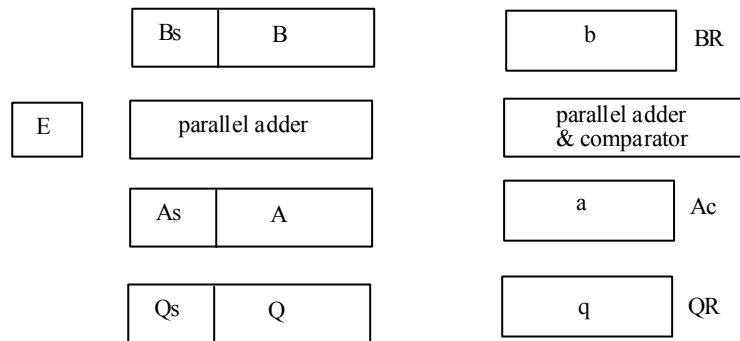 Bs B b BR
E parallel adder parallel adder
& comparator
As A a Ac
Qs Q q QR